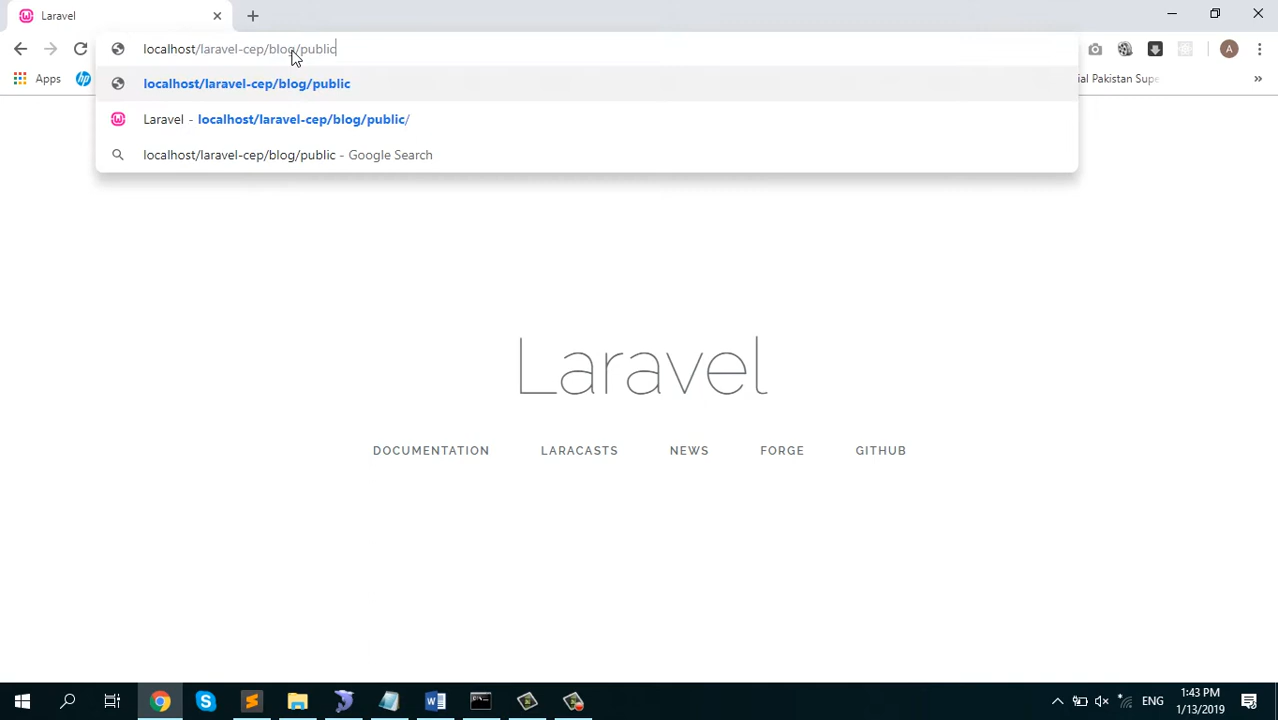 Laravel
localhost/laravel-cep/blog/public
Apps
hp
ial Pakistan Supe
»
localhost/laravel-cep/blog/public
Laravel - localhost/laravel-cep/blog/public/
localhost/laravel-cep/blog/public - Google Search
A
Laravel
DOCUMENTATION LARACASTS NEWS FORGE GITHUB
ENG
1:43 PM
1/13/2019